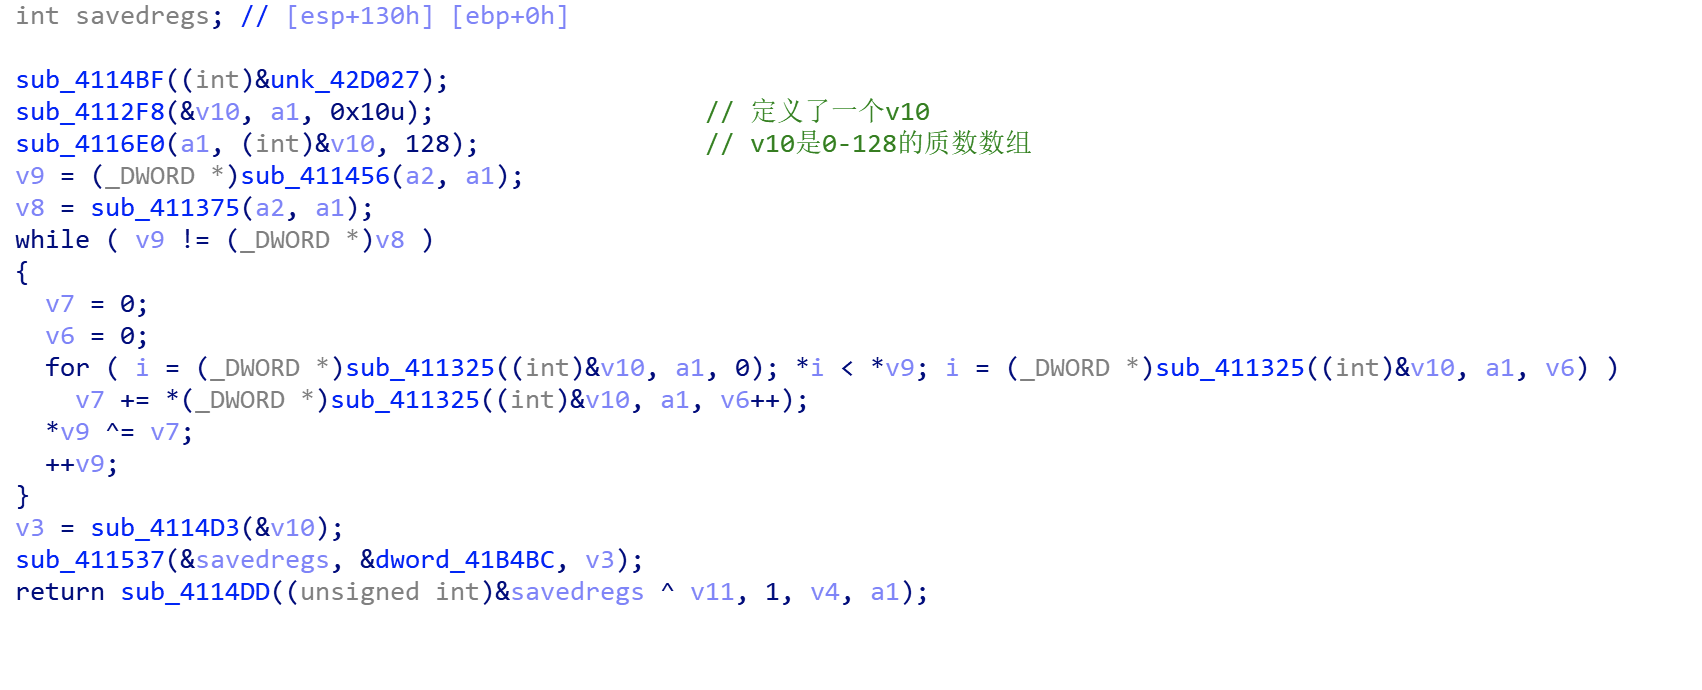 int savedregs; // [esp+130h] [ebp+0h]
sub_4114BF((int)&unk_42D027);
sub_4112F8(&v10, a1, 0x10u); // 定义了一个v10
sub_4116E0(a1, (int)&v10, 128); // v10是0-128的质数数组
v9 = (_DWORD *)sub_411456(a2, a1);
v8 = sub_411375(a2, a1);
while ( v9 != (_DWORD *)v8 )
{
v7 = 0;
v6 = 0;
for ( i = (_DWORD *)sub_411325((int)&v10, a1, 0); *i < *v9; i = (_DWORD *)sub_411325((int)&v10, a1, v6) )
v7 += *(_DWORD *)sub_411325((int)&v10, a1, v6++);
*v9 ^= v7;
++v9;
}
v3 = sub_4114D3(&v10);
sub_411537(&savedregs, &dword_41B4BC, v3);
return sub_4114DD((unsigned int)&savedregs ^ v11, 1, v4, a1);